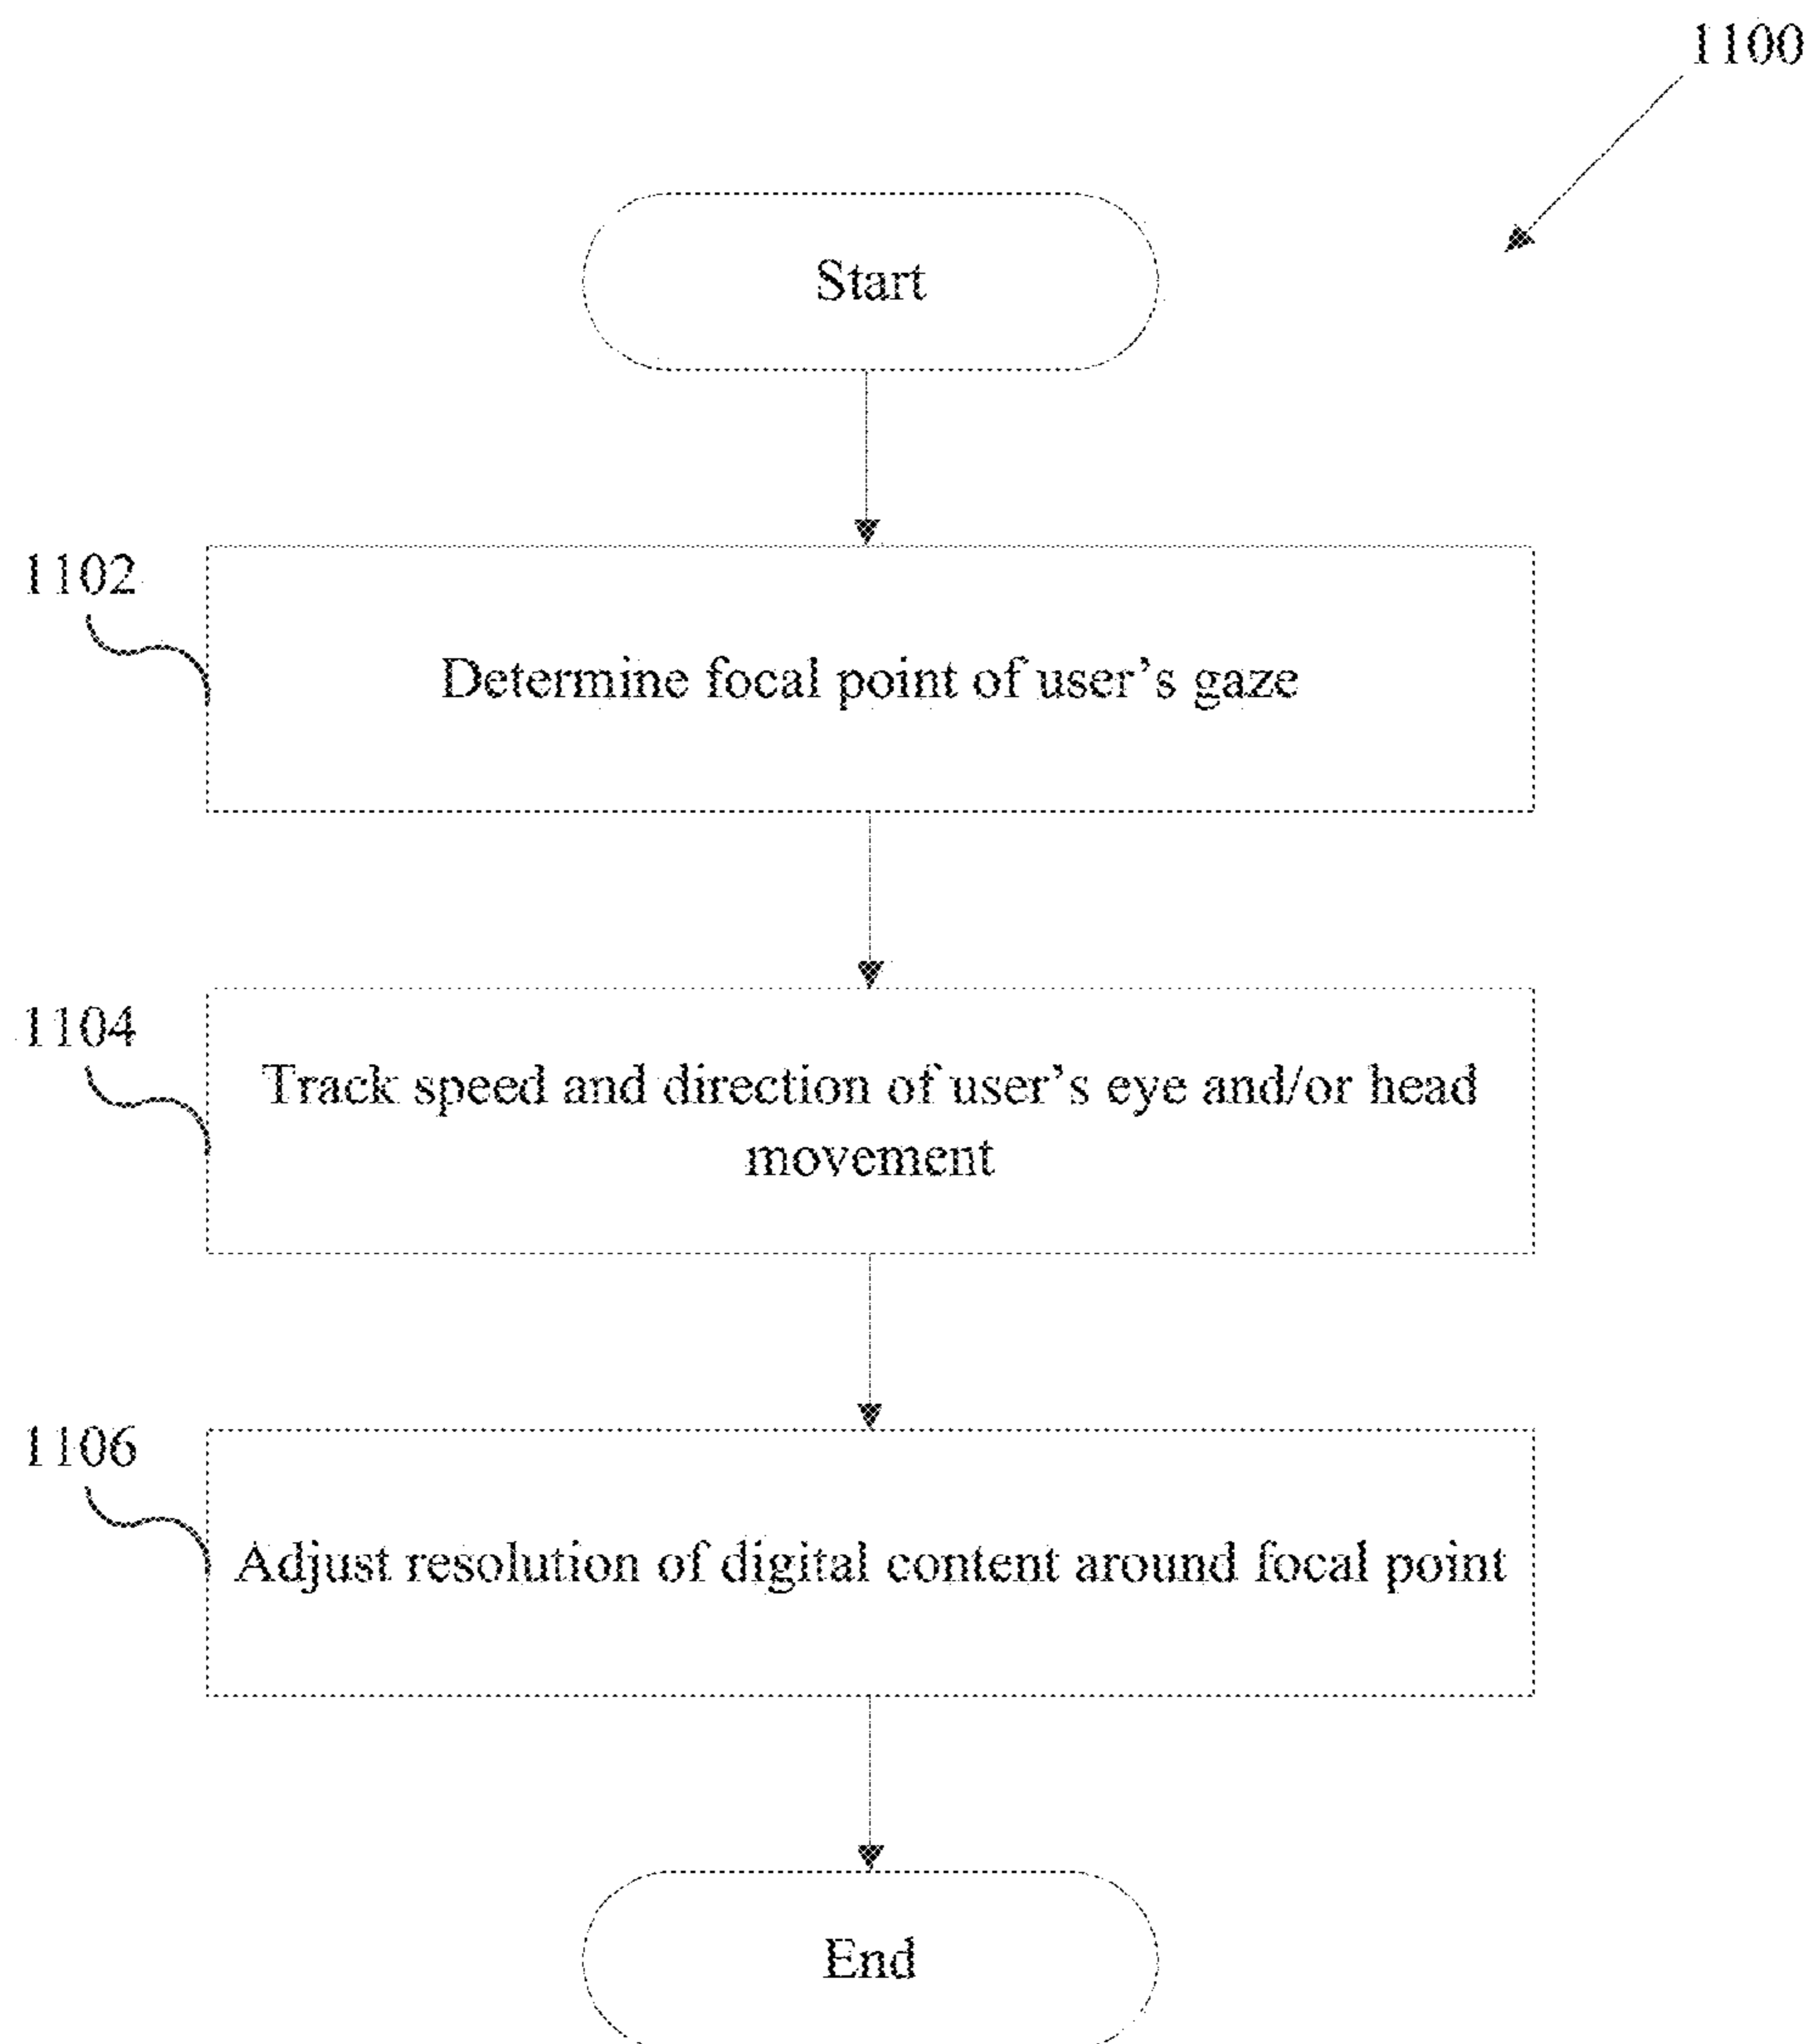 1100
Start
1102
Determine focal point of user’s gaze
1104
Track speed and direction of user’s eye and/or head
movement
1106
Adjust resolution of digital content around focal point
End